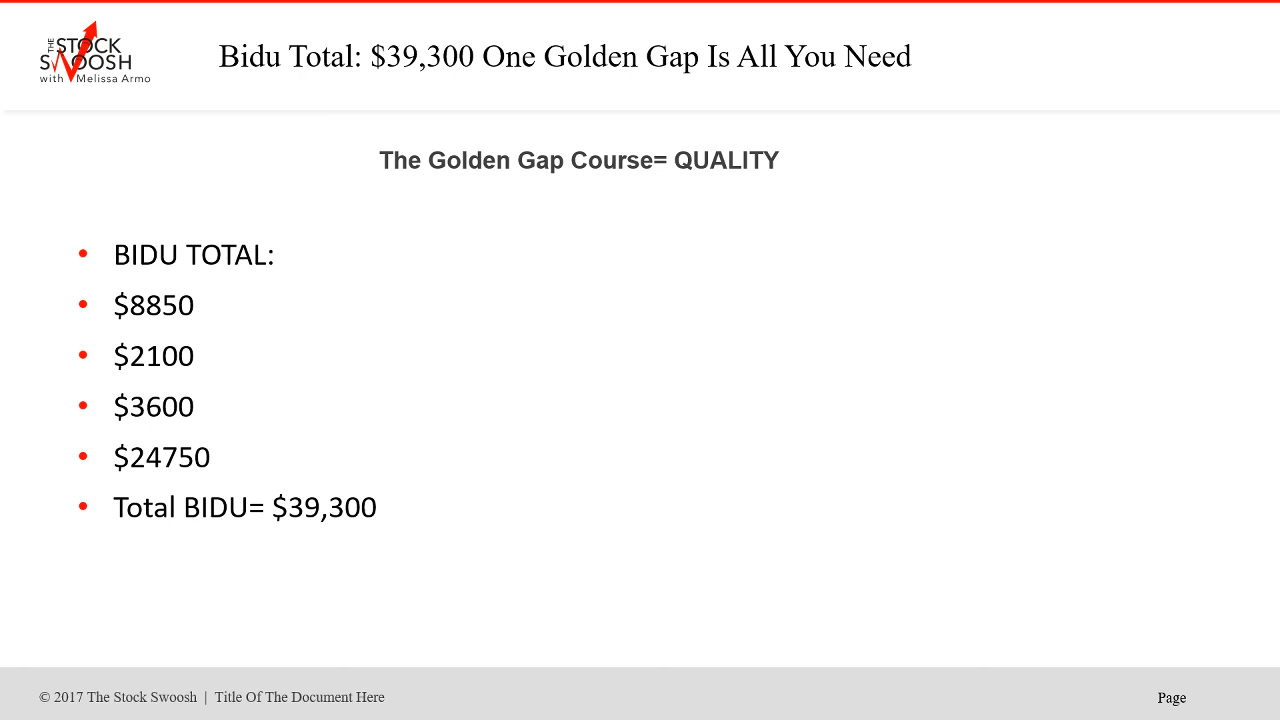 THE STOCK
SWOOSH
with Melissa Armo
Bidu Total: $39,300 One Golden Gap Is All You Need
The Golden Gap Course= QUALITY
• BIDU TOTAL:
• $8850
• $2100
• $3600
• $24750
• Total BIDU= $39,300
© 2017 The Stock Swoosh | Title Of The Document Here
Page